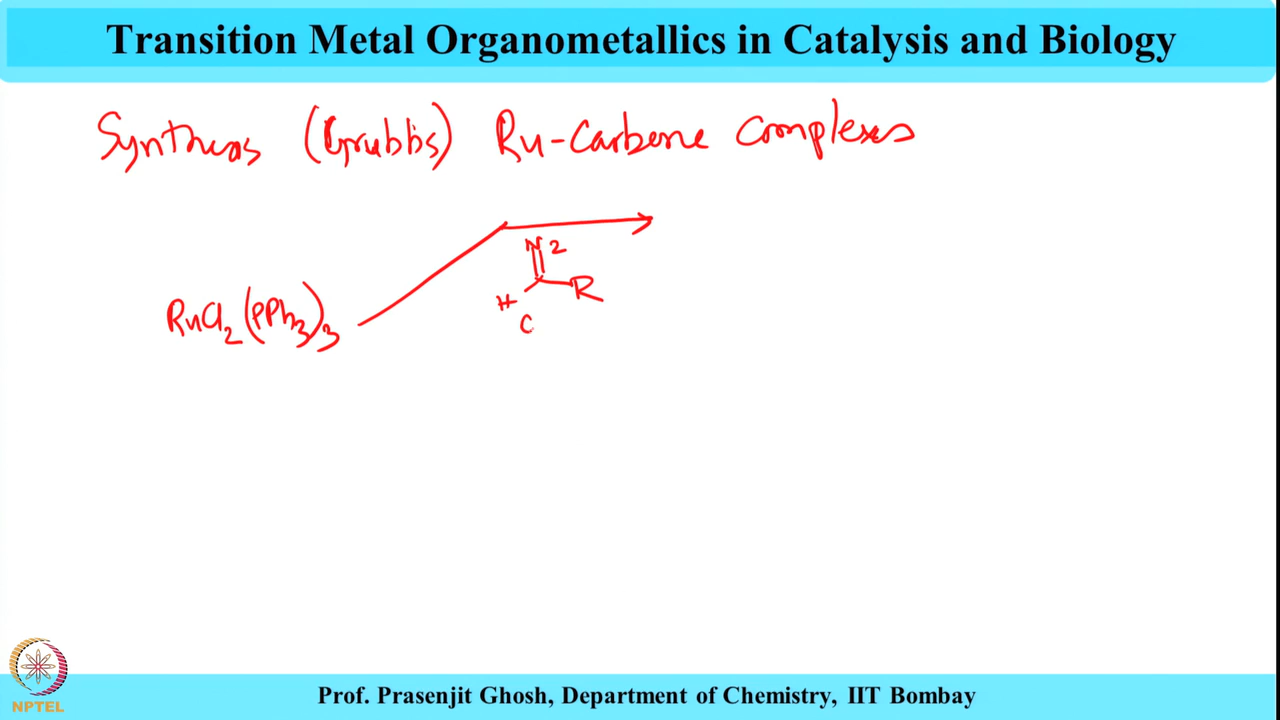 Transition Metal Organometallics in Catalysis and Biology
Synthesis (Grubbs) Ru-Carbene Complexes
N2
H R
C
RuCl2(PPh3)3
Prof. Prasenjit Ghosh, Department of Chemistry, IIT Bombay
NPTEL